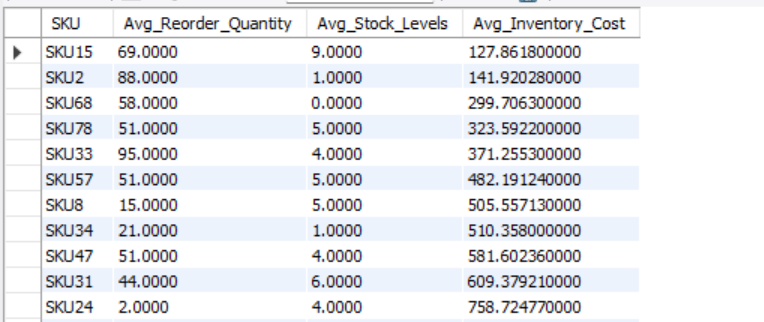 SKU Avg_Reorder_Quantity Avg_Stock_Levels Avg_Inventory_Cost
SKU15 69.0000 9.0000 127.861800000
SKU2 88.0000 1.0000 141.920280000
SKU68 58.0000 0.0000 299.706300000
SKU78 51.0000 5.0000 323.592200000
SKU33 95.0000 4.0000 371.255300000
SKU57 51.0000 5.0000 482.191240000
SKU8 15.0000 5.0000 505.557130000
SKU34 21.0000 1.0000 510.358000000
SKU47 51.0000 4.0000 581.602360000
SKU31 44.0000 6.0000 609.379210000
SKU24 2.0000 4.0000 758.724770000